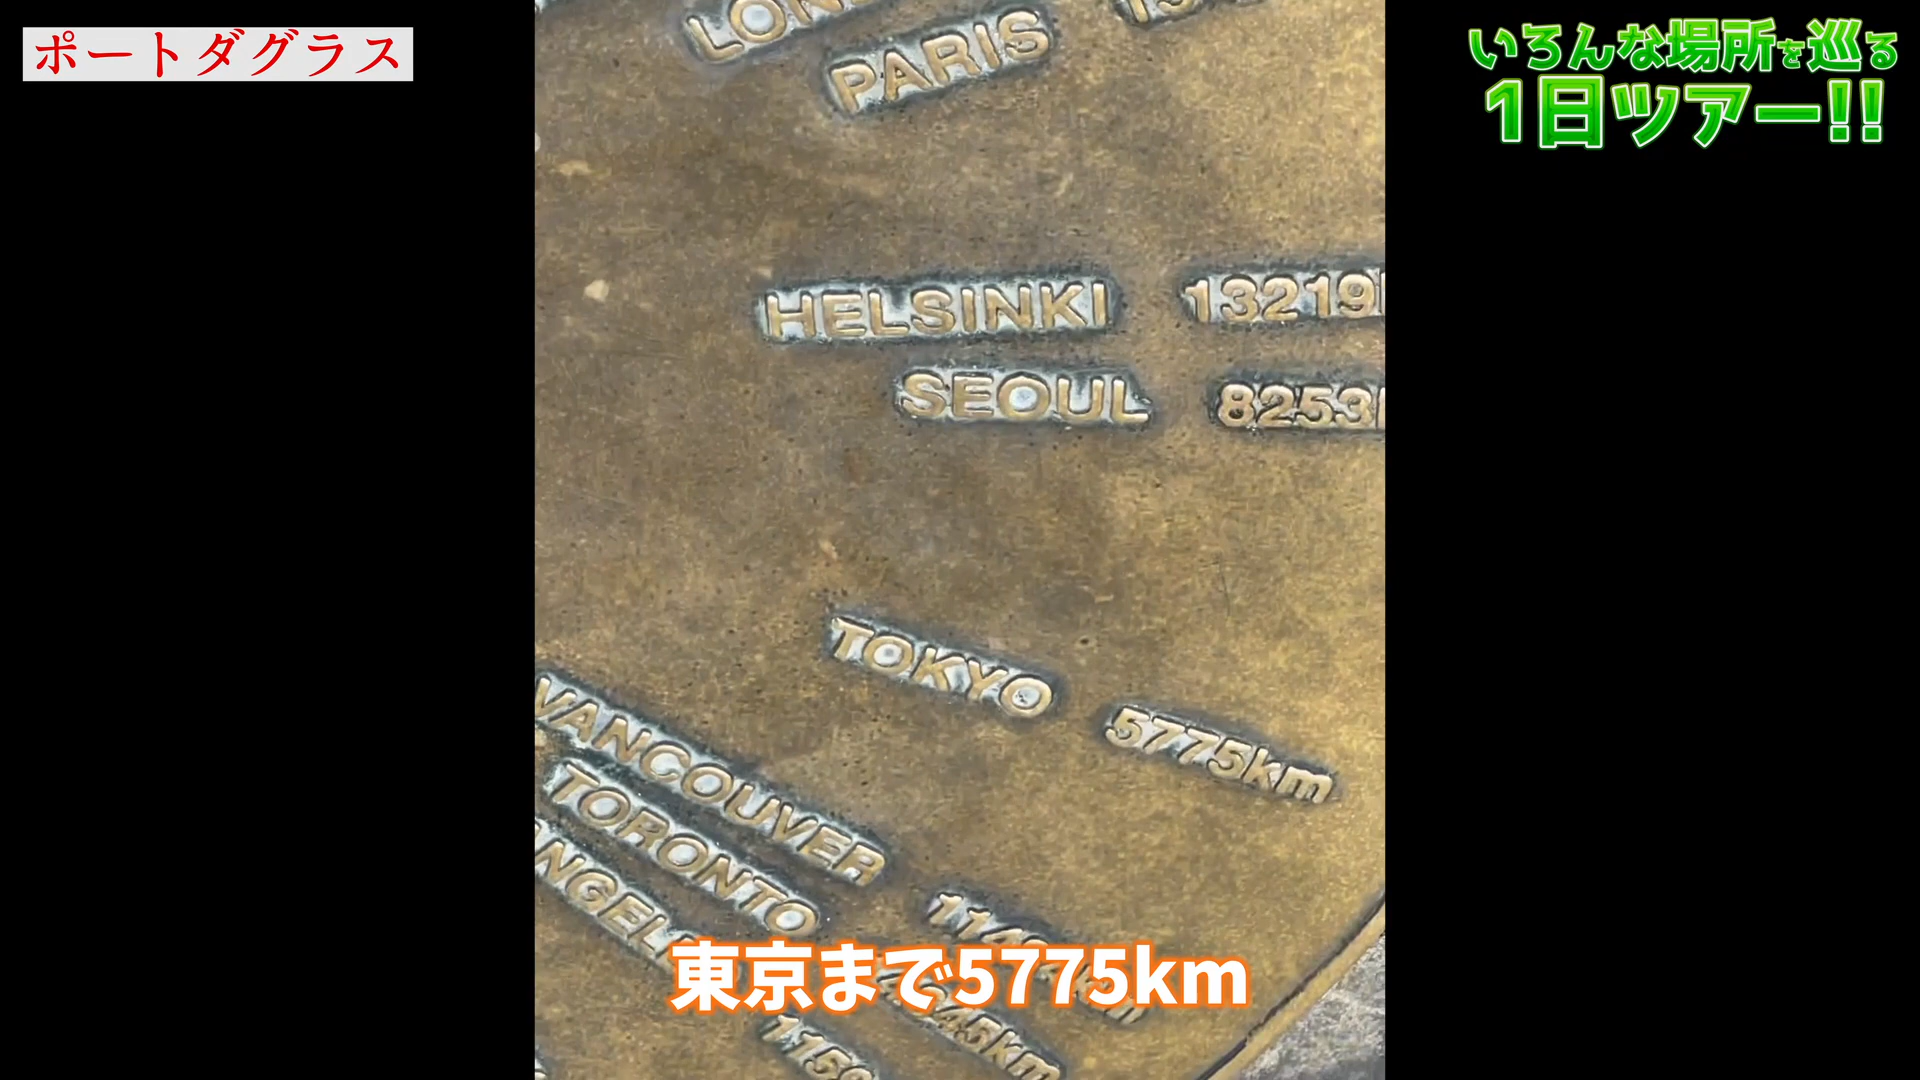 ポートダグラス
いろんな場所を巡る
1日ツアー!!
PARIS
HELSINKI 13219
SEOUL 8253
TOKYO 5775km
VANCOUVER
TORONTO
東京まで5775km